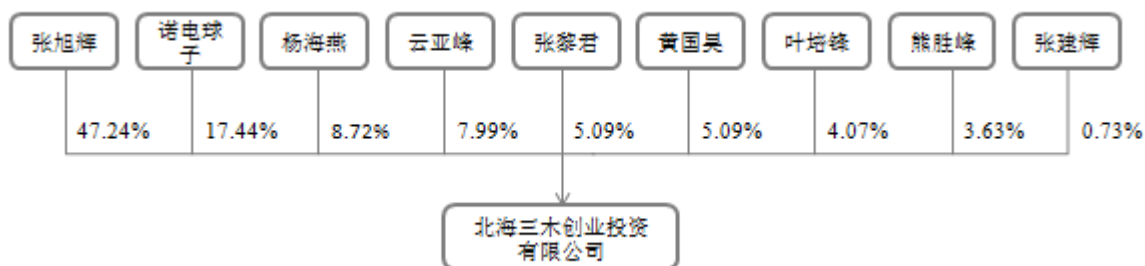 张旭辉
诺电球
子
杨海燕
云亚峰
张黎君
黄国昊
叶培锋
熊胜峰
张建辉
47.24%
17.44%
8.72%
7.99%
5.09%
5.09%
4.07%
3.63%
0.73%
北海三木创业投资
有限公司